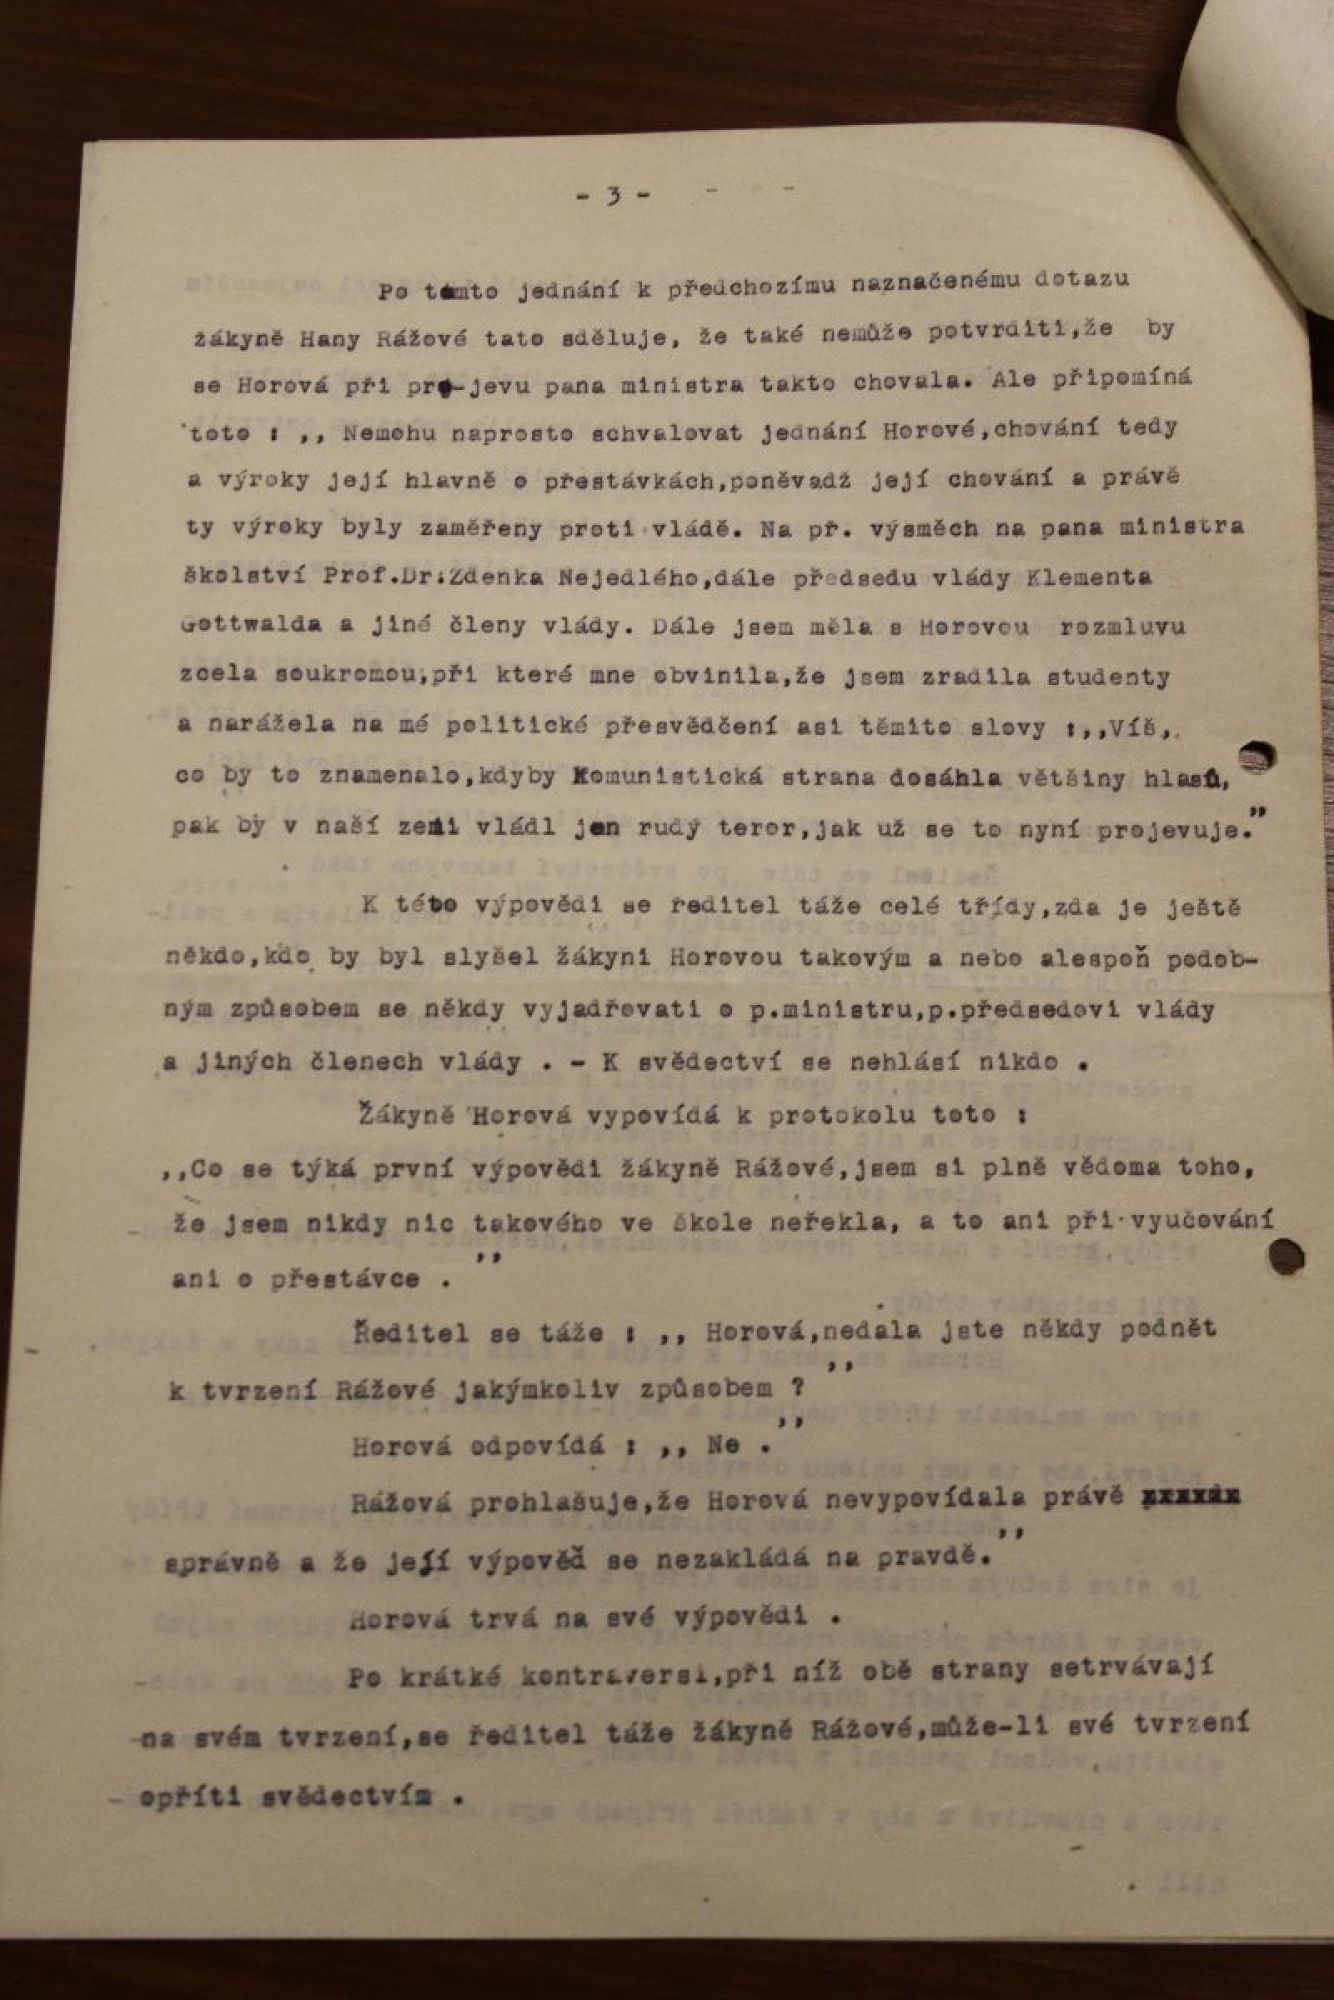 - 3 -
Po tomto jednání k předchozímu naznačenému dotazu
žákyně Hany Rážové tato sděluje, že také nemůže potvrditi,že by
se Horová při pro-jevu pana ministra takto chovala. Ale připomíná
toto : ,, Nemohu naprosto schvalovat jednání Horové,chování tedy
a výroky její hlavně o přestávkách,poněvadž její chování a právě
ty výroky byly zaměřeny proti vládě. Na př. výsměch na pana ministra
školství Prof.Dr.Zdenka Nejedlého,dále předsedu vlády Klementa
Gottwalda a jiné členy vlády. Dále jsem měla s Horovou rozmluvu
zcela soukromou,při které mne obvinila,že jsem zradila studenty
a narážela na mé politické přesvědčení asi těmito slovy :,,Víš,
co by to znamenalo,kdyby Komunistická strana dosáhla většiny hlasů,
pak by v naší zemi vládl jen rudý teror,jak už se to nyní projevuje.”
K této výpovědi se ředitel táže celé třídy,zda je ještě
někdo,kdo by byl slyšel žákyni Horovou takovým a nebo alespoň podob-
ným způsobem se někdy vyjadřovati o p.ministru,p.předsedovi vlády
a jiných členech vlády . - K svědectví se nehlásí nikdo .
Žákyně Horová vypovídá k protokolu toto :
,,Co se týká první výpovědi žákyně Rážové,jsem si plně vědoma toho,
že jsem nikdy nic takového ve škole neřekla, a to ani při vyučování
ani o přestávce . ’’
Ředitel se táže : ,, Horová,nedala jste někdy podnět
k tvrzení Rážové jakýmkoliv způsobem ? ’’
Horová odpovídá : ,, Ne . ’’
Rážová prohlašuje,že Horová nevypovídala právě
správně a že její výpověď se nezakládá na pravdě. ’’
Horová trvá na své výpovědi .
Po krátké kontraversi,při níž obě strany setrvávají
na svém tvrzení,se ředitel táže žákyně Rážové,může-li své tvrzení
opříti svědectvím .